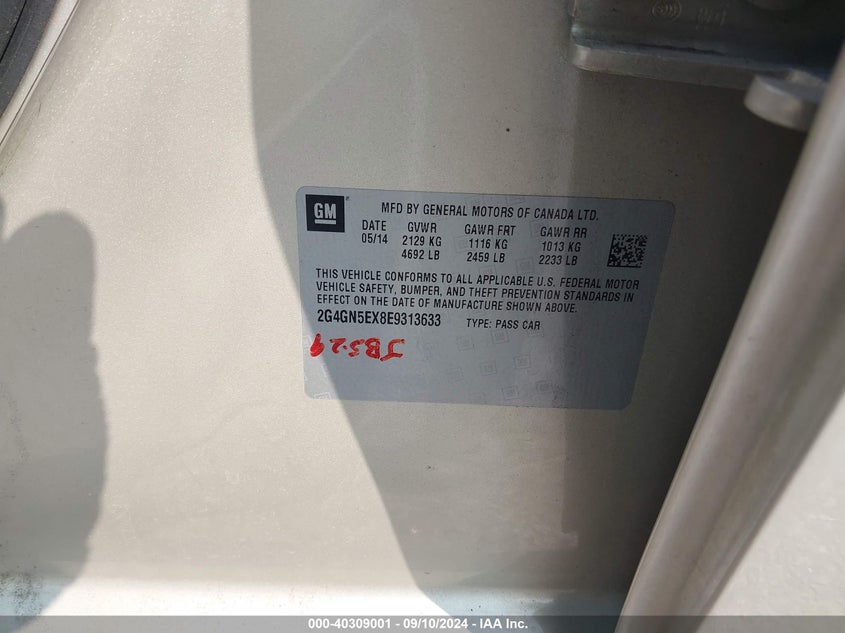 GM
MFD BY GENERAL MOTORS OF CANADA LTD.
DATE GVWR GAWR FRT GAWR RR
05/14 2129 KG 1116 KG 1013 KG
4692 LB 2459 LB 2233 LB
THIS VEHICLE CONFORMS TO ALL APPLICABLE U.S. FEDERAL MOTOR
VEHICLE SAFETY, BUMPER, AND THEFT PREVENTION STANDARDS IN
EFFECT ON THE DATE OF MANUFACTURE SHOWN ABOVE.
2G4GN5EX8E9313633 TYPE: PASS CAR
000-40309001 - 09/10/2024 - IAA Inc.